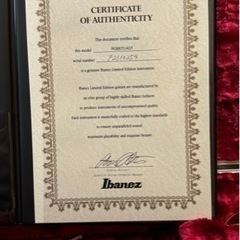 CERTIFICATE
OF AUTHENTICITY
This document certifies that
this model
serial number
is a genuine Ibanez Limited Edition instrument.
Ibanez Limited Edition guitars are manufactured by
an elite group of highly skilled Ibanez luthiers
to produce instruments of uncompromised quality.
Each instrument is masterfully crafted to the highest standards
to ensure unparalleled sound,
maximum playability and exquisite beauty.
Ibanez